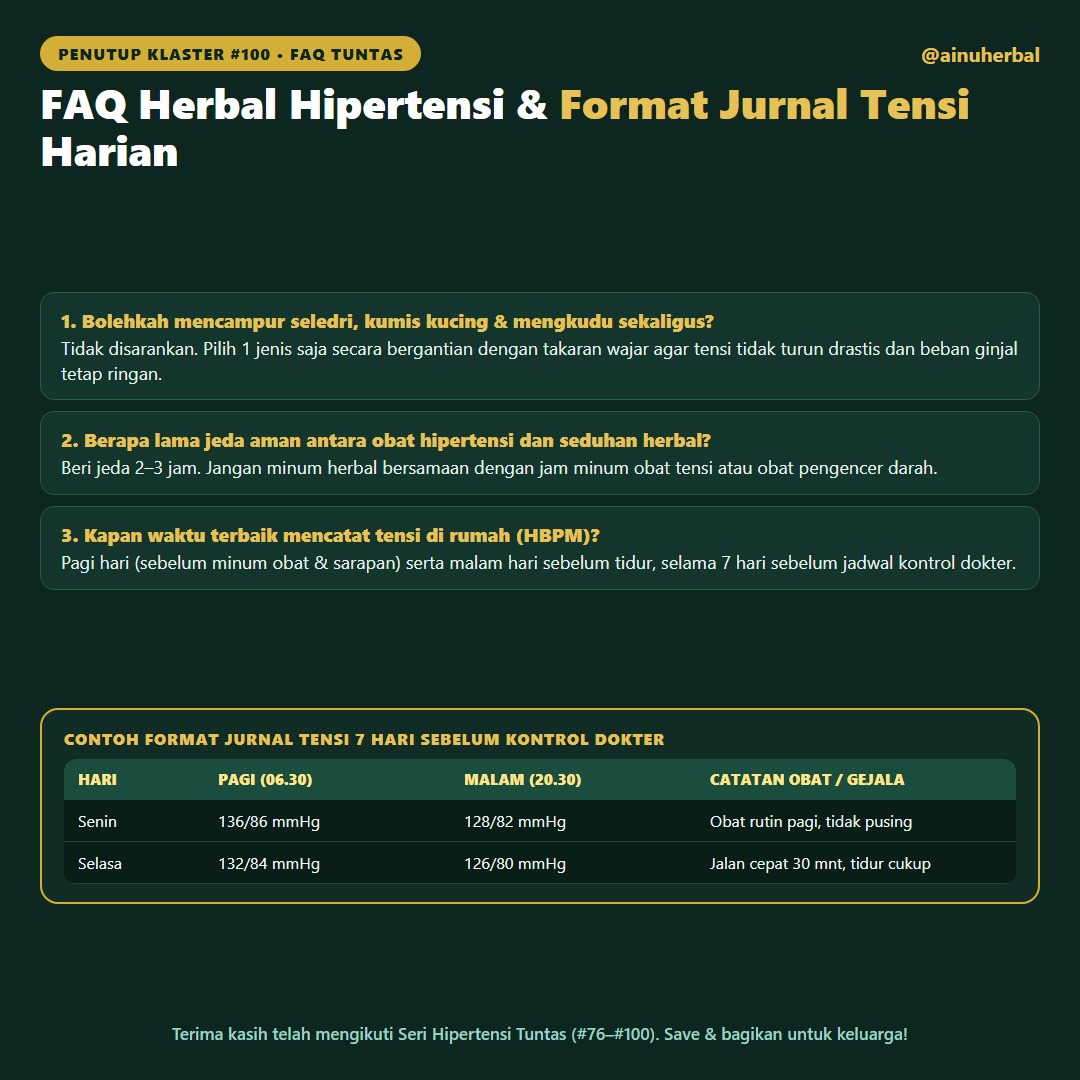 PENUTUP KLASTER #100 • FAQ TUNTAS
@ainuherbal
FAQ Herbal Hipertensi & Format Jurnal Tensi
Harian
1. Bolehkah mencampur seledri, kumis kucing & mengkudu sekaligus?
Tidak disarankan. Pilih 1 jenis saja secara bergantian dengan takaran wajar agar tensi tidak turun drastis dan beban ginjal
tetap ringan.
2. Berapa lama jeda aman antara obat hipertensi dan seduhan herbal?
Beri jeda 2–3 jam. Jangan minum herbal bersamaan dengan jam minum obat tensi atau obat pengencer darah.
3. Kapan waktu terbaik mencatat tensi di rumah (HBPM)?
Pagi hari (sebelum minum obat & sarapan) serta malam hari sebelum tidur, selama 7 hari sebelum jadwal kontrol dokter.
CONTOH FORMAT JURNAL TENSI 7 HARI SEBELUM KONTROL DOKTER
HARI PAGI (06.30) MALAM (20.30) CATATAN OBAT / GEJALA
Senin 136/86 mmHg 128/82 mmHg Obat rutin pagi, tidak pusing
Selasa 132/84 mmHg 126/80 mmHg Jalan cepat 30 mnt, tidur cukup
Terima kasih telah mengikuti Seri Hipertensi Tuntas (#76–#100). Save & bagikan untuk keluarga!